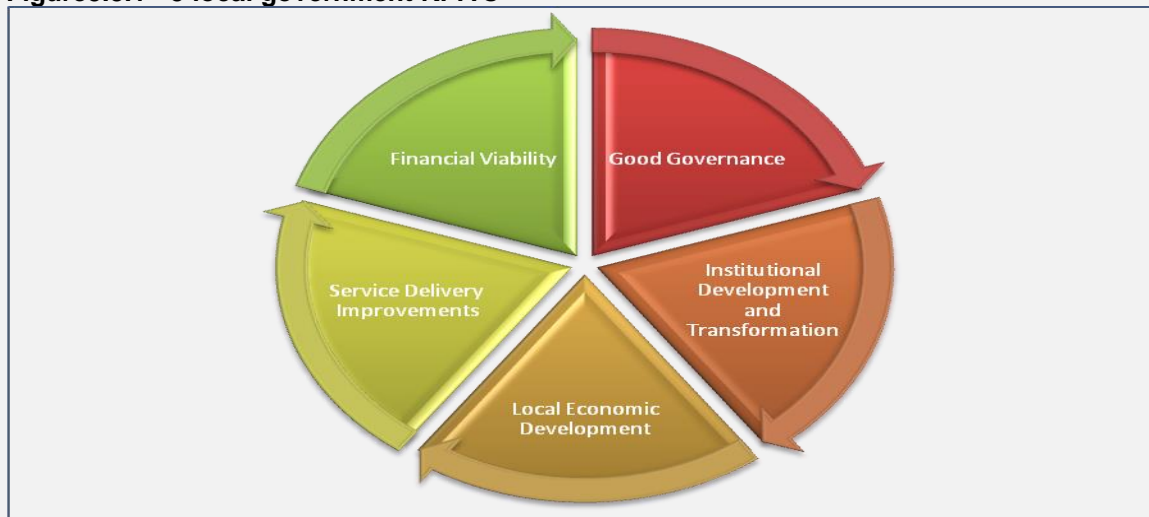 Financial Viability
Good Governance
Institutional
Development
and
Transformation
Service Delivery
Improvements
Local Economic
Development